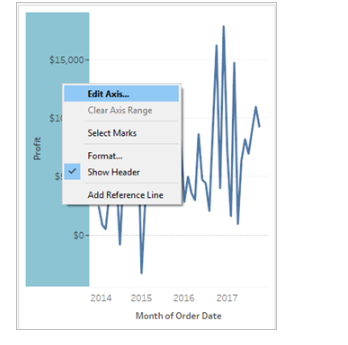 $15,000
Edit Axis...
Clear Axis Range
Select Marks
Format...
Show Header
Add Reference Line
Profit
$0
2014 2015 2016 2017
Month of Order Date